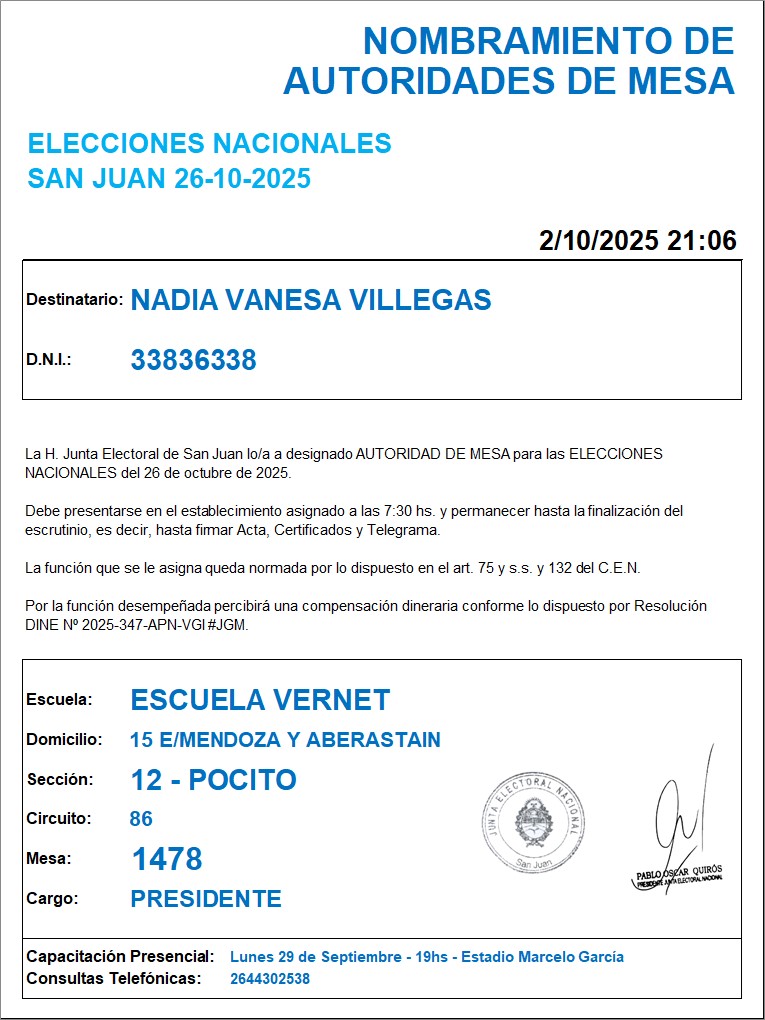 NOMBRAMIENTO DE
AUTORIDADES DE MESA
ELECCIONES NACIONALES
SAN JUAN 26-10-2025
2/10/2025 21:06
Destinatario: NADIA VANESA VILLEGAS
D.N.I.: 33836338
La H. Junta Electoral de San Juan lo/a a designado AUTORIDAD DE MESA para las ELECCIONES
NACIONALES del 26 de octubre de 2025.
Debe presentarse en el establecimiento asignado a las 7:30 hs. y permanecer hasta la finalización del
escrutinio, es decir, hasta firmar Acta, Certificados y Telegrama.
La función que se le asigna queda normada por lo dispuesto en el art. 75 y s.s. y 132 del C.E.N.
Por la función desempeñada percibirá una compensación dineraria conforme lo dispuesto por Resolución
DINE Nº 2025-347-APN-VGI#JGM.
Escuela: ESCUELA VERNET
Domicilio: 15 E/MENDOZA Y ABERASTAIN
Sección: 12 - POCITO
Circuito: 86
Mesa: 1478
Cargo: PRESIDENTE
JUNTA ELECTORAL NACIONAL
San Juan
PABLO OSCAR QUIRÓS
PRESIDENTE JUNTA ELECTORAL NACIONAL
Capacitación Presencial: Lunes 29 de Septiembre - 19hs - Estadio Marcelo García
Consultas Telefónicas: 2644302538